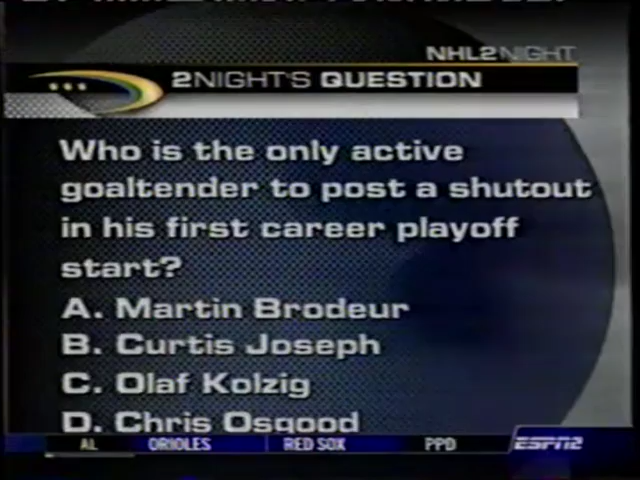 NHL2NIGHT
2NIGHT'S QUESTION
Who is the only active
goaltender to post a shutout
in his first career playoff
start?
A. Martin Brodeur
B. Curtis Joseph
C. Olaf Kolzig
D. Chris Osgood
AL ORIOLES RED SOX PPD ESPN2